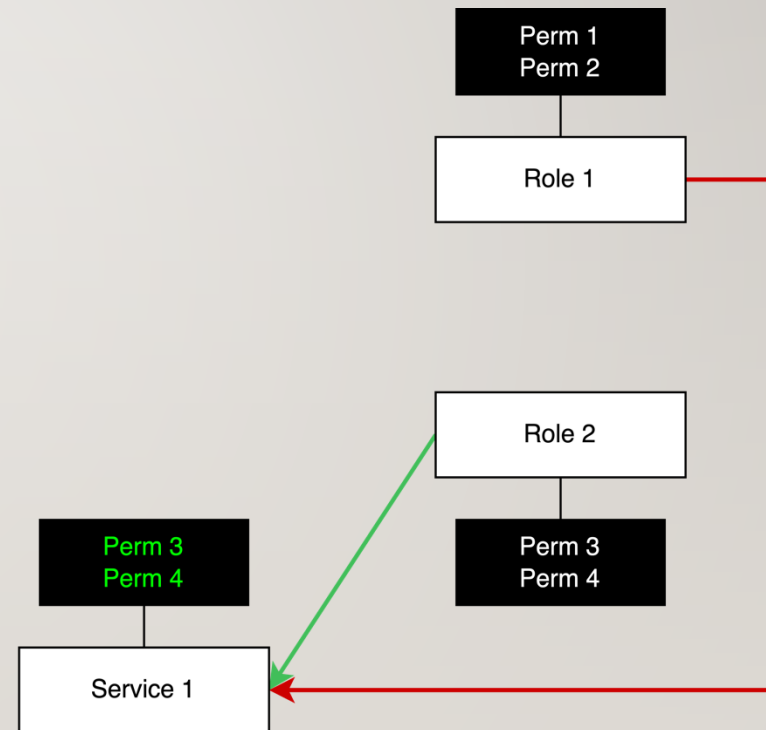 Perm 1
Perm 2
Role 1
Role 2
Perm 3
Perm 4
Perm 3
Perm 4
Service 1